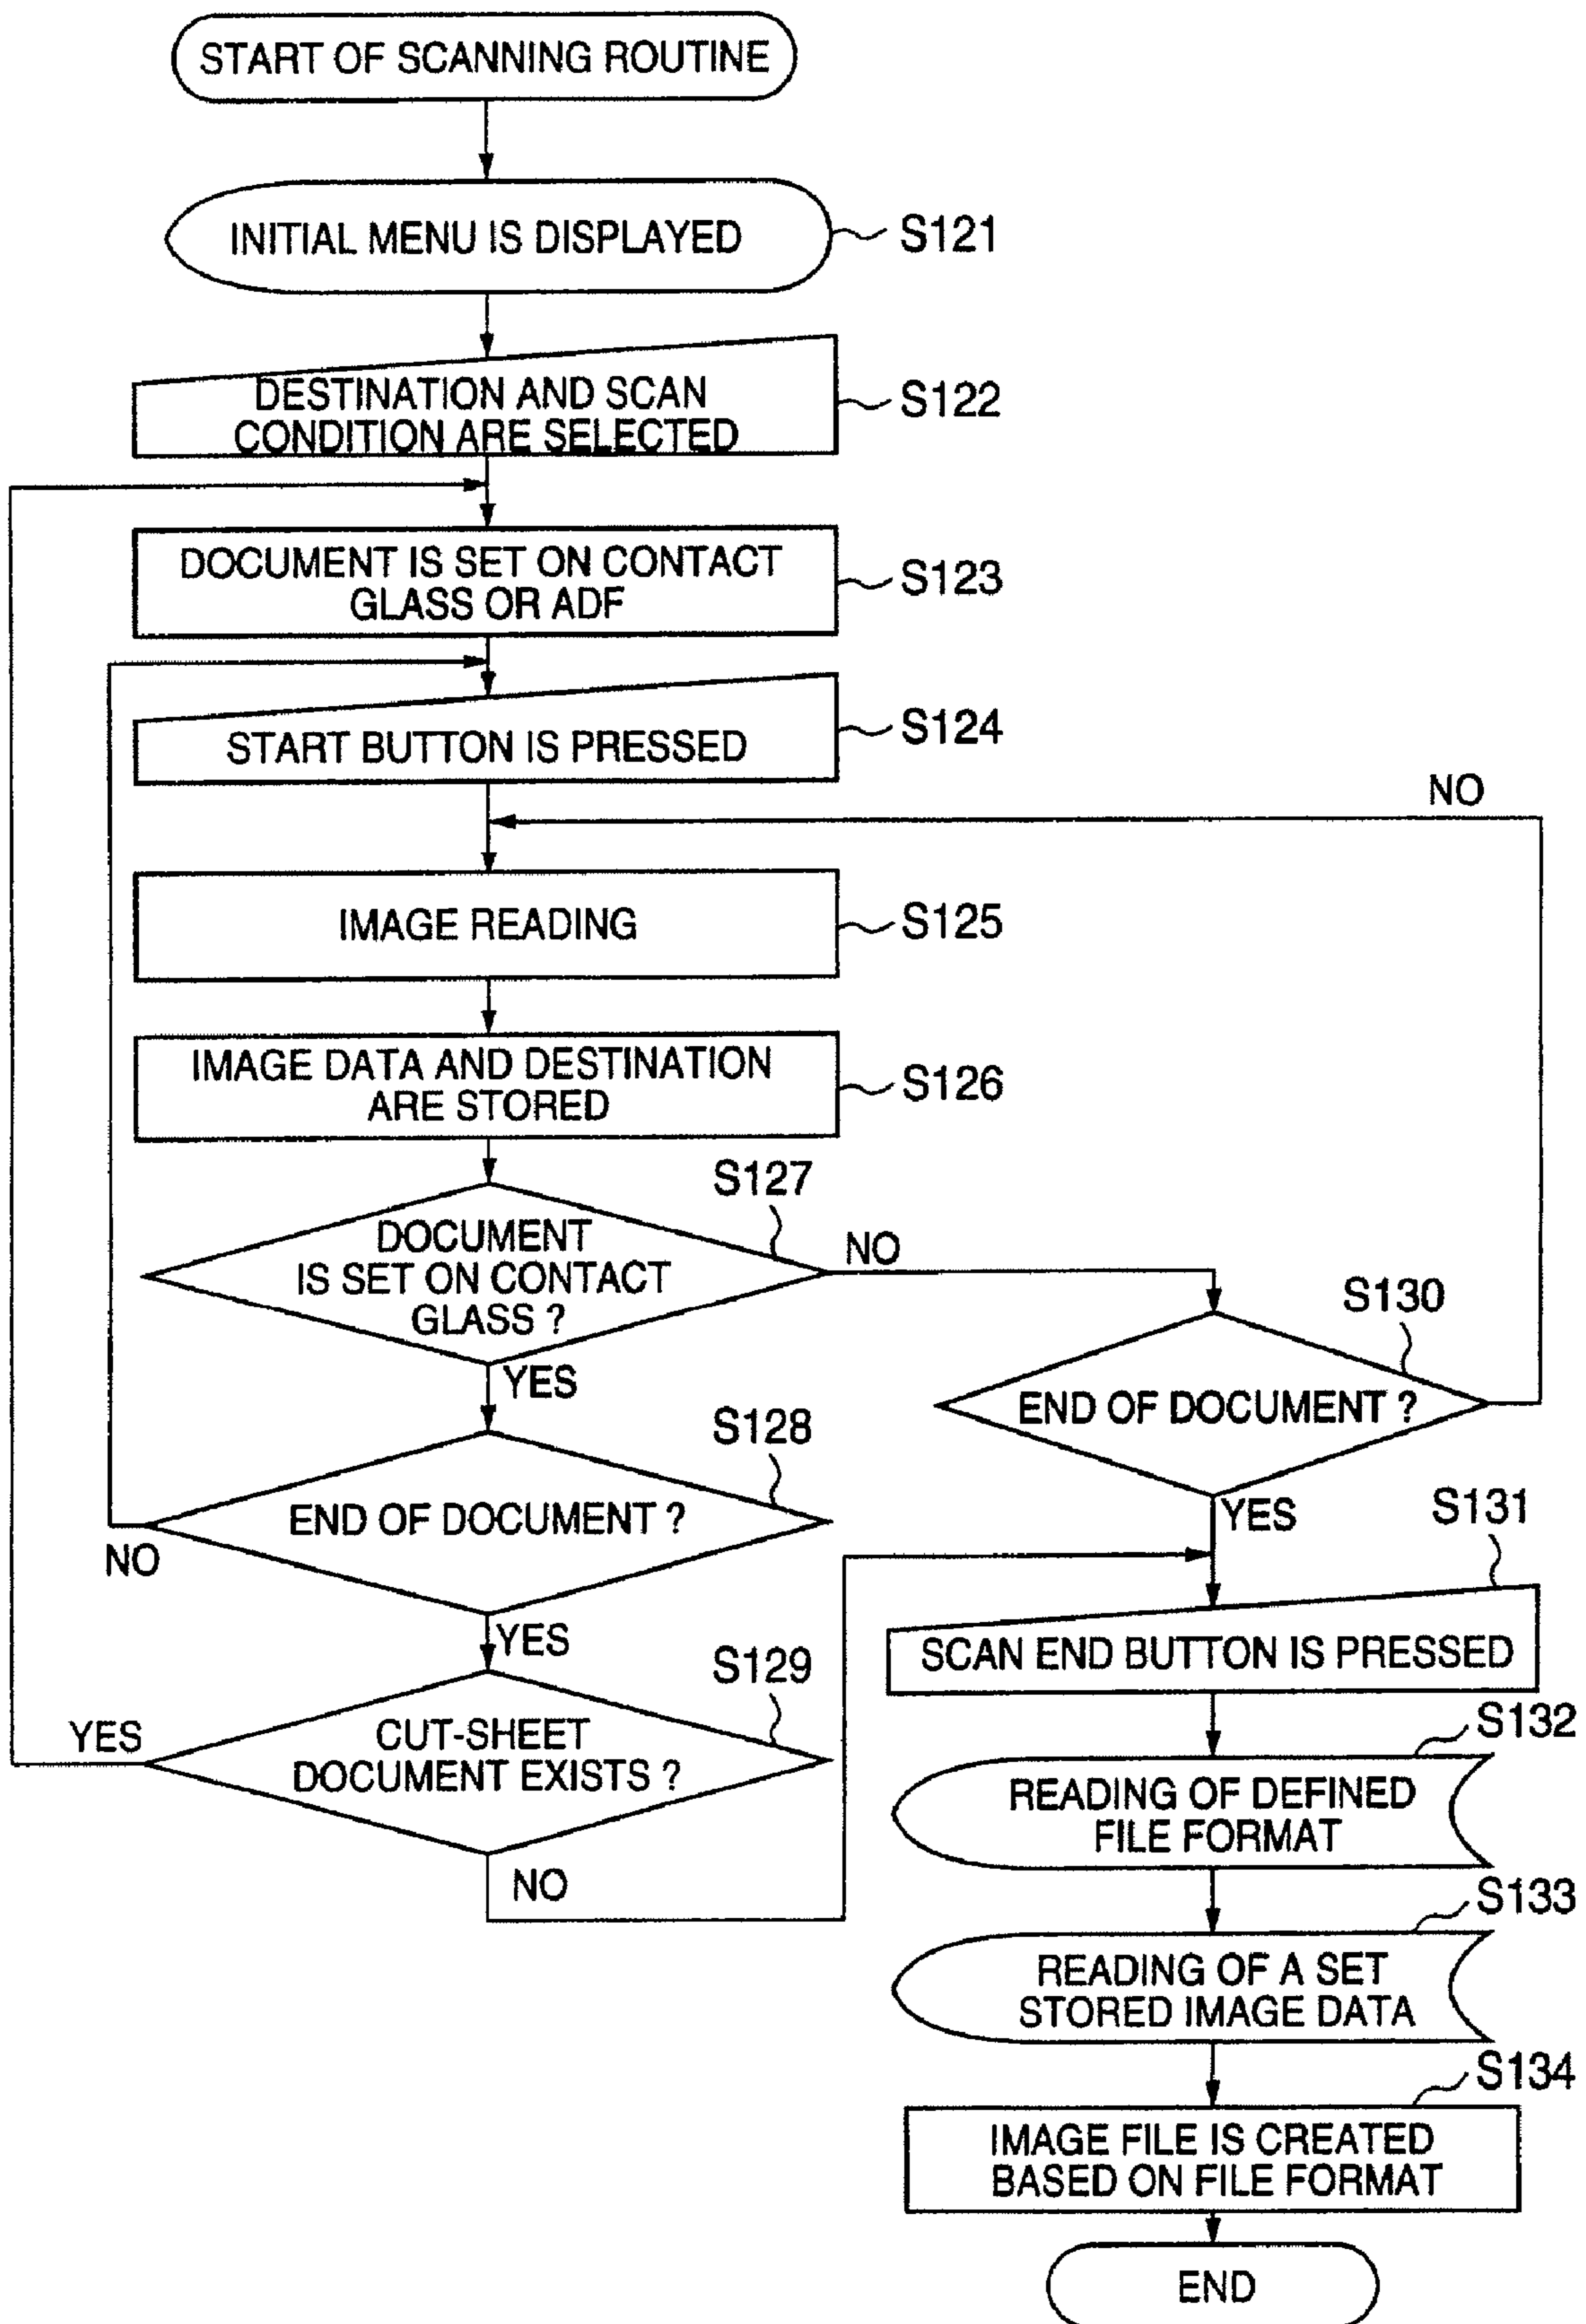 START OF SCANNING ROUTINE
INITIAL MENU IS DISPLAYED
S121
DESTINATION AND SCAN
CONDITION ARE SELECTED
S122
DOCUMENT IS SET ON CONTACT
GLASS OR ADF
S123
START BUTTON IS PRESSED
S124
NO
IMAGE READING
S125
IMAGE DATA AND DESTINATION
ARE STORED
S126
S127
DOCUMENT
IS SET ON CONTACT
GLASS ?
NO
YES
S130
END OF DOCUMENT ?
YES
S128
END OF DOCUMENT ?
NO
YES
S129
CUT-SHEET
DOCUMENT EXISTS ?
YES
NO
S131
SCAN END BUTTON IS PRESSED
S132
READING OF DEFINED
FILE FORMAT
S133
READING OF A SET
STORED IMAGE DATA
S134
IMAGE FILE IS CREATED
BASED ON FILE FORMAT
END